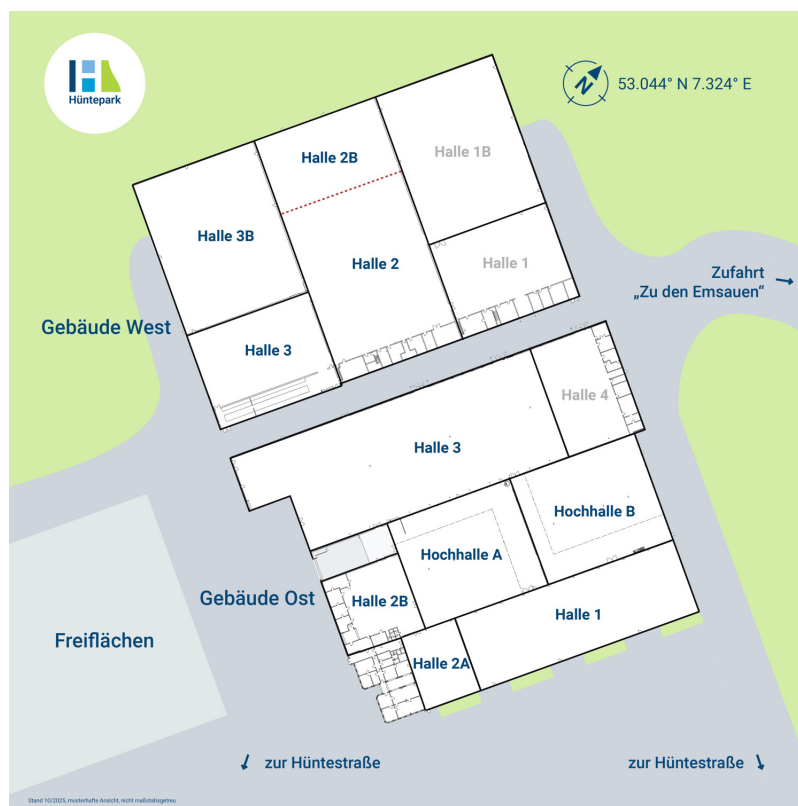 Hüntepark
N
53.044° N 7.324° E
Halle 1B
Halle 2B
Halle 3B
Halle 2
Halle 1
Zufahrt
„Zu den Emsauen“
Gebäude West
Halle 3
Halle 4
Halle 3
Hochhalle B
Hochhalle A
Gebäude Ost
Halle 2B
Halle 1
Freiflächen
Halle 2A
zur Hüntestraße
zur Hüntestraße
Stand 10/2025, musterhafte Ansicht, nicht maßstabsgetreu